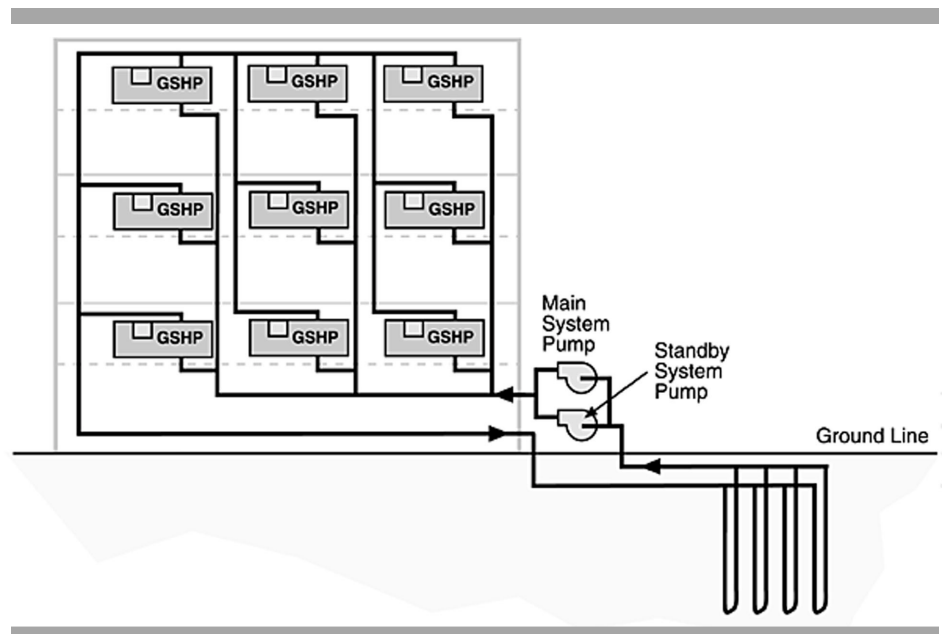 GSHP GSHP GSHP
GSHP GSHP GSHP
Main
System
Pump
GSHP GSHP GSHP
Standby
System
Pump
Ground Line